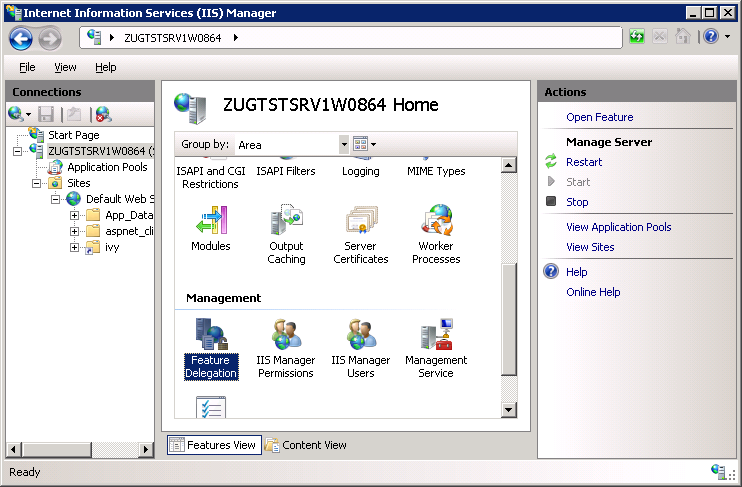 Internet Information Services (IIS) Manager
ZUGTSTSRV1W0864
File View Help
Connections
Start Page
ZUGTSTSRV1W0864 (
Application Pools
Sites
Default Web S
App_Data
aspnet_cli
ivy
ZUGTSTSRV1W0864 Home
Group by: Area
ISAPI and CGI Restrictions
ISAPI Filters
Logging
MIME Types
Modules
Output Caching
Server Certificates
Worker Processes
Management
Feature Delegation
IIS Manager Permissions
IIS Manager Users
Management Service
Features View
Content View
Actions
Open Feature
Manage Server
Restart
Start
Stop
View Application Pools
View Sites
Help
Online Help
Ready